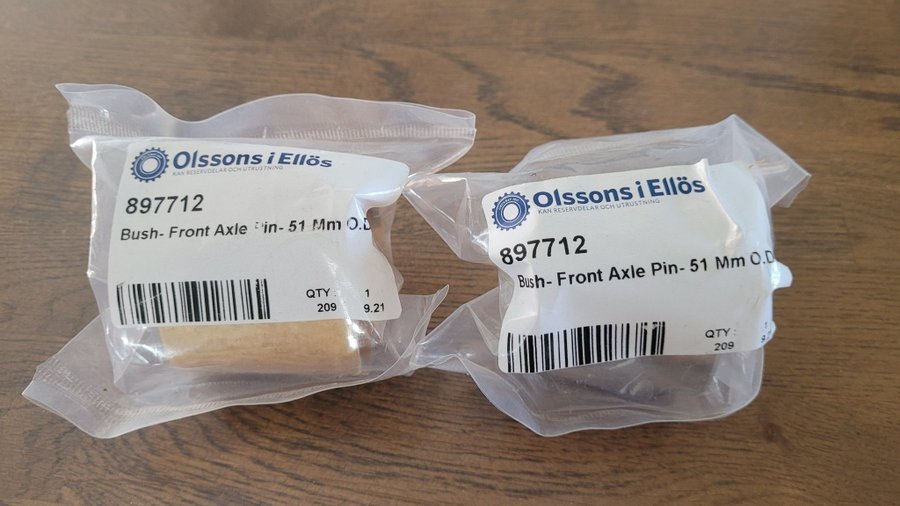 Olssons i Ellös
KAN RESERVDELAR OCH UTRUSTNING
897712
Bush- Front Axle Pin- 51 Mm O.D
QTY : 1
209 9.21
Olssons i Ellös
KAN RESERVDELAR OCH UTRUSTNING
897712
Bush- Front Axle Pin- 51 Mm O.D
QTY : 1
209